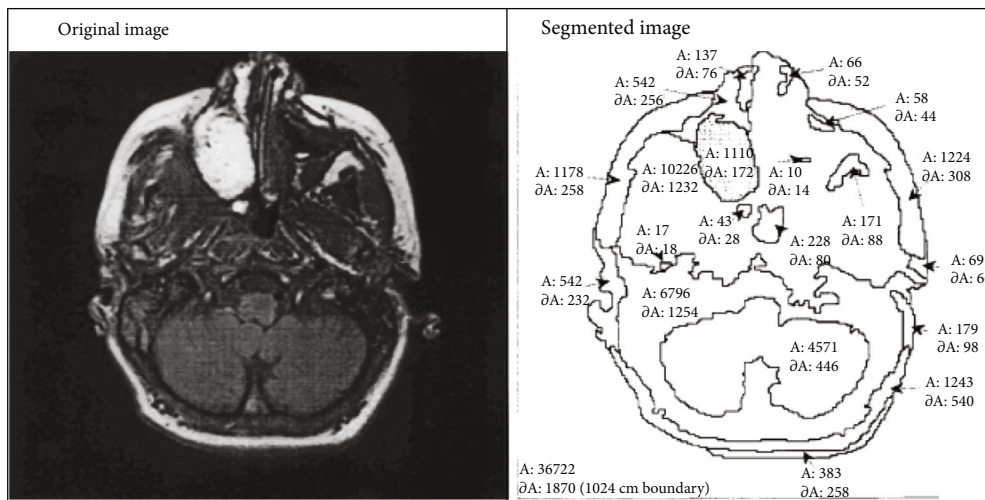 Original image
Segmented image
A: 137
∂A: 76
A: 66
∂A: 52
A: 542
∂A: 256
A: 58
∂A: 44
A: 1178
∂A: 258
A: 10226
∂A: 1232
A: 1110
∂A: 172
A: 10
∂A: 14
A: 1224
∂A: 308
A: 17
∂A: 18
A: 43
∂A: 28
A: 228
∂A: 80
A: 171
∂A: 88
A: 69
∂A: 6
A: 542
∂A: 232
A: 6796
∂A: 1254
A: 4571
∂A: 446
A: 179
∂A: 98
A: 1243
∂A: 540
A: 36722
∂A: 1870 (1024 cm boundary)
A: 383
∂A: 258